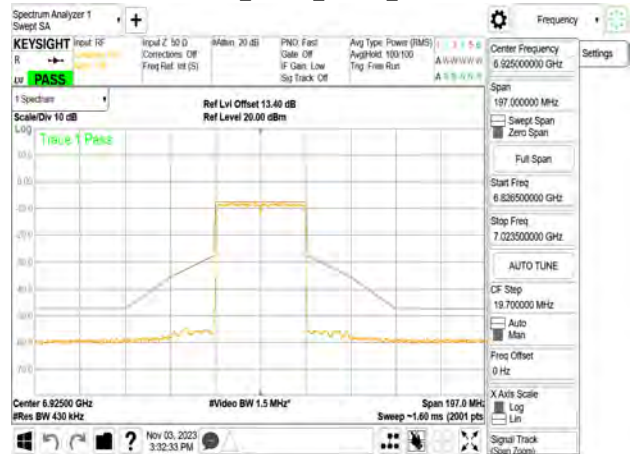 Spectrum Analyzer 1
Swept SA
+
Frequency
KEYSIGHT Input: RF
R
PASS
Input Z: 50 Ω
Corrections: Off
Freq Ref: Int (S)
#Atten: 20 dB
PNO: Fast
Gate: Off
IF Gain: Low
Sig Track: Off
Avg Type: Power (RMS)
Avg|Hold: 100/100
Trig: Free Run
Center Frequency
6.925000000 GHz
Settings
Span
197.000000 MHz
Swept Span
Zero Span
Full Span
Start Freq
6.826500000 GHz
Stop Freq
7.023500000 GHz
AUTO TUNE
CF Step
19.700000 MHz
Auto
Man
Freq Offset
0 Hz
X Axis Scale
Log
Lin
Signal Track
(Span Zoom)
1 Spectrum
Scale/Div 10 dB
Ref Lvl Offset 13.40 dB
Ref Level 20.00 dBm
Log
Trace 1 Pass
10.0
0.00
Center 6.92500 GHz
#Res BW 430 kHz
#Video BW 1.5 MHz*
Span 197.0 MHz
Sweep ~1.60 ms (2001 pts
?
Nov 03, 2023
3:32:33 PM